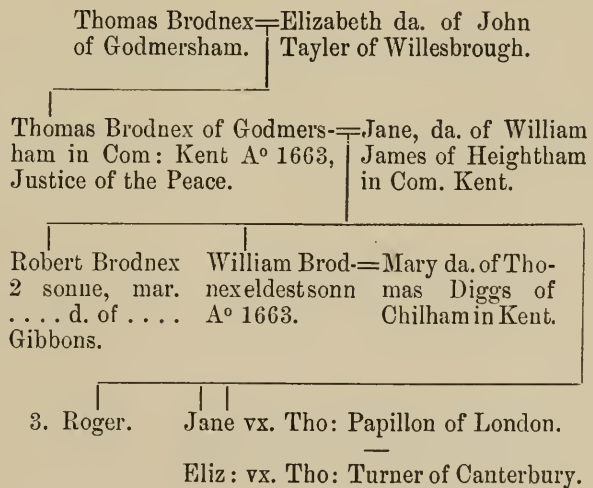 Thomas Brodnex=Elizabeth da. of John
of Godmersham. Tayler of Willesbrough.
Thomas Brodnex of Godmers-=Jane, da. of William
ham in Com: Kent Aº 1663, James of Heightham
Justice of the Peace. in Com. Kent.
Robert Brodnex William Brod-=Mary da. of Tho-
2 sonne, mar. nex eldest sonn mas Diggs of
. . . . d. of . . . . Aº 1663. Chilham in Kent.
Gibbons.
3. Roger. Jane vx. Tho: Papillon of London.
Eliz: vx. Tho: Turner of Canterbury.